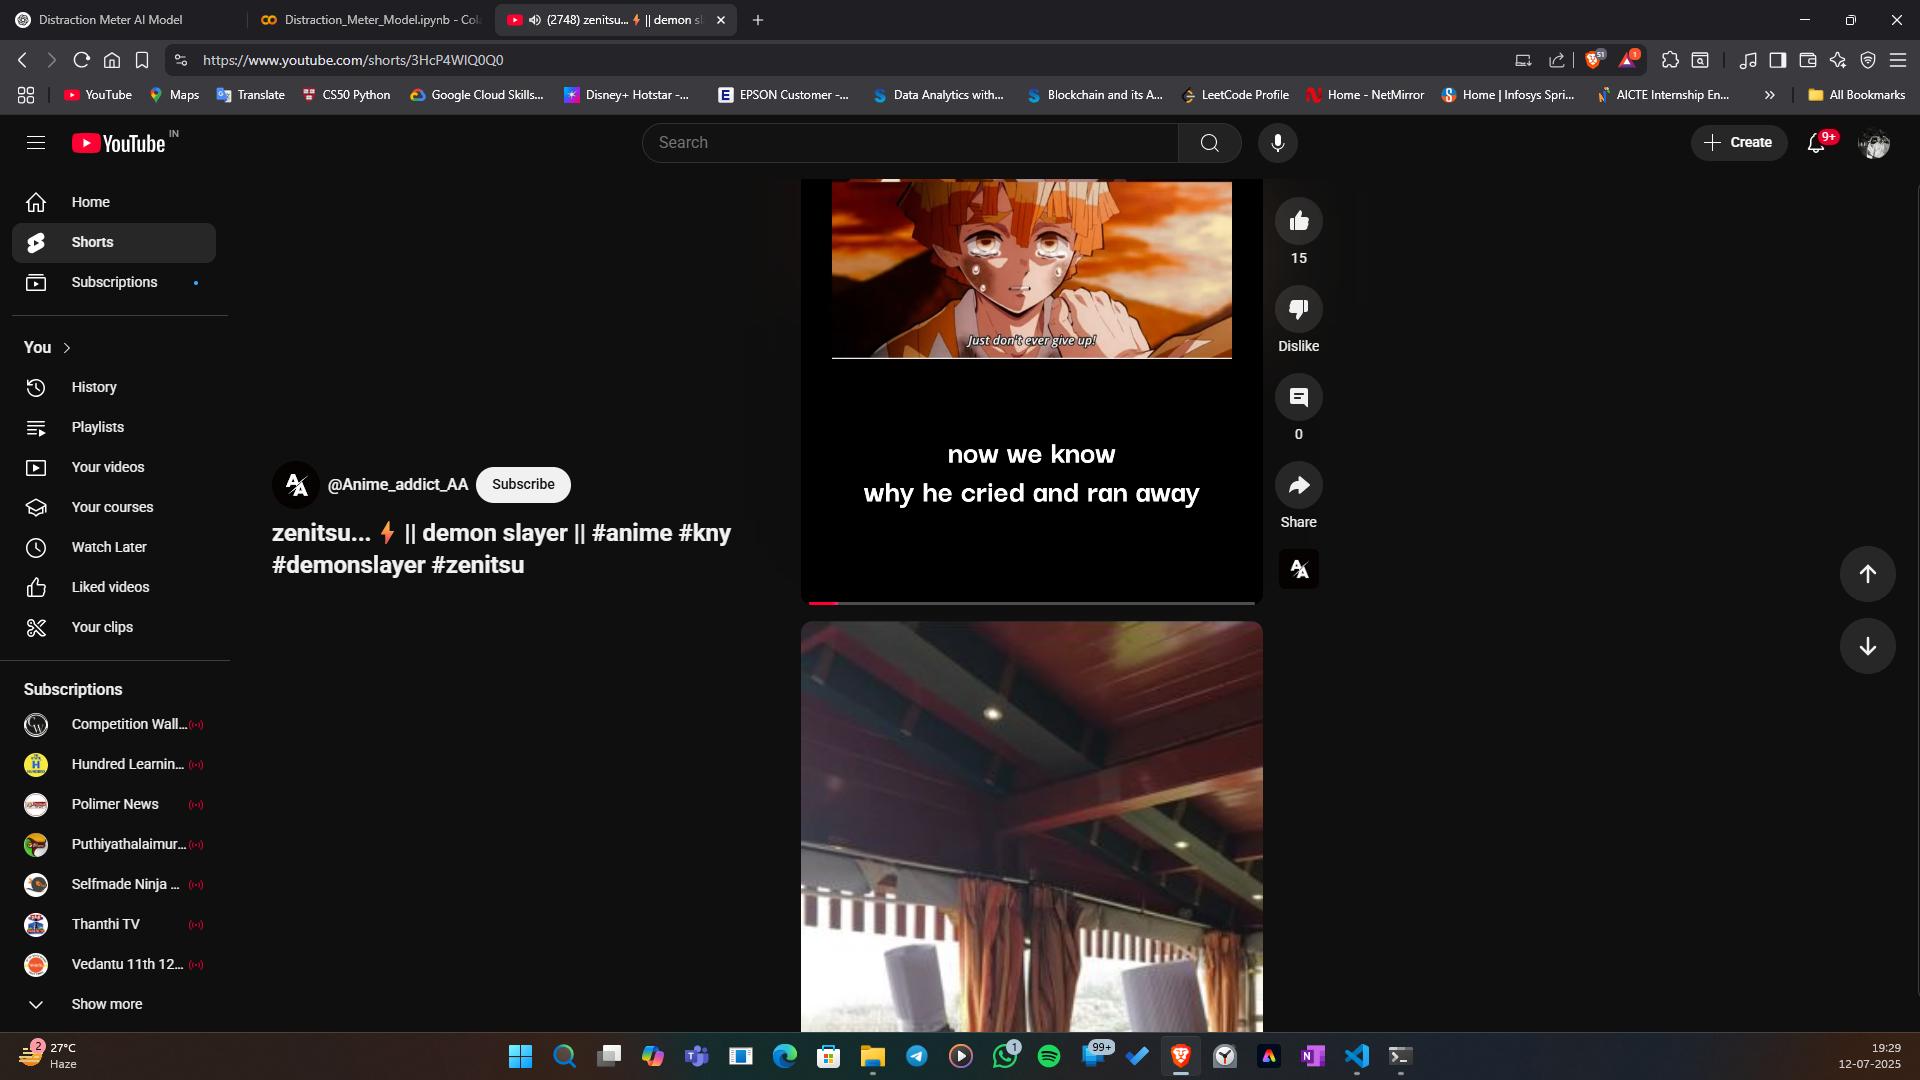 Distraction Meter AI Model
Distraction_Meter_Model.ipynb - Col
(2748) zenitsu...⚡|| demon sl
https://www.youtube.com/shorts/3HcP4WlQ0Q0
51
1
YouTube
Maps
Translate
CS50 Python
Google Cloud Skills...
Disney+ Hotstar -...
EPSON Customer -...
Data Analytics with...
Blockchain and its A...
LeetCode Profile
Home - NetMirror
Home | Infosys Spri...
AICTE Internship En...
All Bookmarks
YouTube IN
Search
Create
9+
Home
Shorts
Subscriptions
You
History
Playlists
Your videos
Your courses
Watch Later
Liked videos
Your clips
Subscriptions
Competition Wall...
Hundred Learnin...
Polimer News
Puthiyathalaimur...
Selfmade Ninja ...
Thanthi TV
Vedantu 11th 12...
Show more
@Anime_addict_AA
Subscribe
zenitsu...⚡|| demon slayer || #anime #kny
#demonslayer #zenitsu
Just don't ever give up!
now we know
why he cried and ran away
15
Dislike
0
Share
2
27°C
Haze
1
99+
19:29
12-07-2025